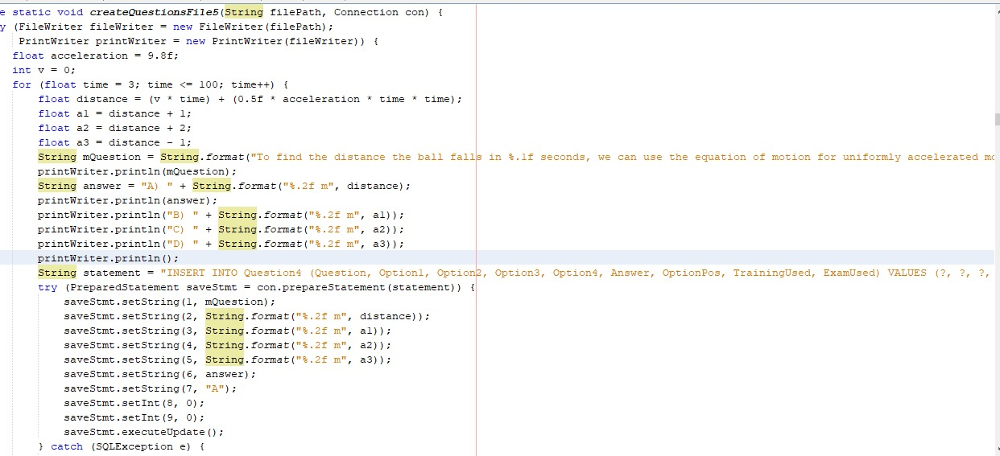 e static void createQuestionsFile5(String filePath, Connection con) {
y (FileWriter fileWriter = new FileWriter(filePath);
PrintWriter printWriter = new PrintWriter(fileWriter)) {
float acceleration = 9.8f;
int v = 0;
for (float time = 3; time <= 100; time++) {
float distance = (v * time) + (0.5f * acceleration * time * time);
float a1 = distance + 1;
float a2 = distance + 2;
float a3 = distance - 1;
String mQuestion = String.format("To find the distance the ball falls in %.1f seconds, we can use the equation of motion for uniformly accelerated mo
printWriter.println(mQuestion);
String answer = "A) " + String.format("%.2f m", distance);
printWriter.println(answer);
printWriter.println("B) " + String.format("%.2f m", a1));
printWriter.println("C) " + String.format("%.2f m", a2));
printWriter.println("D) " + String.format("%.2f m", a3));
printWriter.println();
String statement = "INSERT INTO Question4 (Question, Option1, Option2, Option3, Option4, Answer, OptionPos, TrainingUsed, ExamUsed) VALUES (?, ?, ?,
try (PreparedStatement saveStmt = con.prepareStatement(statement)) {
saveStmt.setString(1, mQuestion);
saveStmt.setString(2, String.format("%.2f m", distance));
saveStmt.setString(3, String.format("%.2f m", a1));
saveStmt.setString(4, String.format("%.2f m", a2));
saveStmt.setString(5, String.format("%.2f m", a3));
saveStmt.setString(6, answer);
saveStmt.setString(7, "A");
saveStmt.setInt(8, 0);
saveStmt.setInt(9, 0);
saveStmt.executeUpdate();
} catch (SQLException e) {